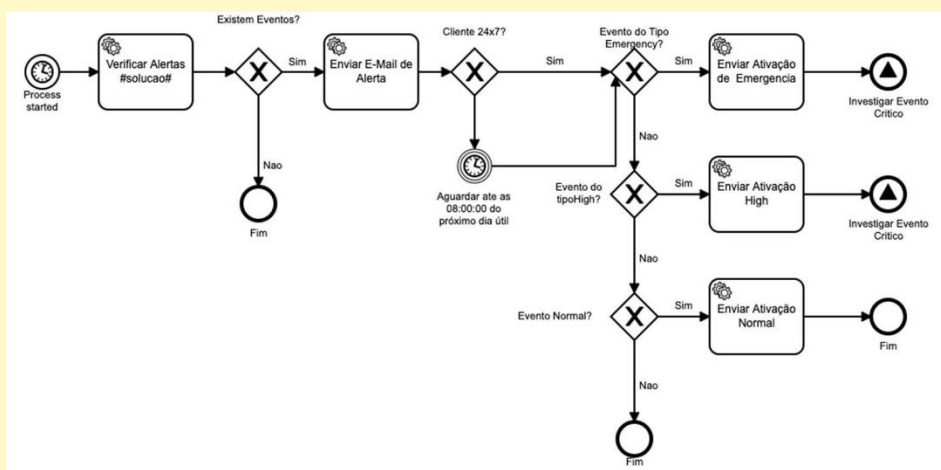 Existem Eventos?
Process
started
Verificar Alertas
#solucao#
Sim
Nao
Fim
Enviar E-Mail de
Alerta
Cliente 24x7?
Sim
Aguardar ate as
08:00:00 do
próximo dia útil
Evento do Tipo
Emergency?
Sim
Enviar Ativação
de Emergencia
Investigar Evento
Critico
Nao
Evento do
tipoHigh?
Sim
Enviar Ativação
High
Investigar Evento
Critico
Nao
Evento Normal?
Sim
Enviar Ativação
Normal
Fim
Nao
Fim